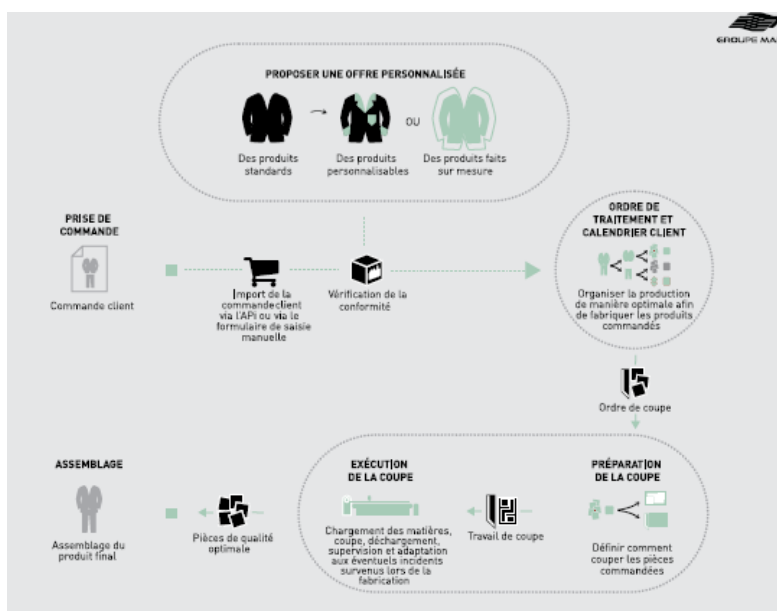 GROUPE
PROPOSER UNE OFFRE PERSONNALISÉE
OU
Des produits
standards
Des produits
personnalisables
Des produits faits
sur mesure
PRISE DE
COMMANDE
Commande client
Import de la
commandeclient
via l'APi ou via le
formulaire de saisie
manuelle
Vérification de la
conformité
ORDRE DE
TRAITEMENT ET
CALENDRIER CLIENT
Organiser la production
de manière optimale afin
de fabriquer les produits
commandés
Ordre de coupe
ASSEMBLAGE
Assemblage du
produit final
Pièces de qualité
optimale
EXÉCUTION
DE LA COUPE
Chargement des matières,
coupe, déchargement,
supervision et adaptation
aux éventuels incidents
survenus lors de la
fabrication
Travail de coupe
PRÉPARATION
DE LA COUPE
Définir comment
couper les pièces
commandées